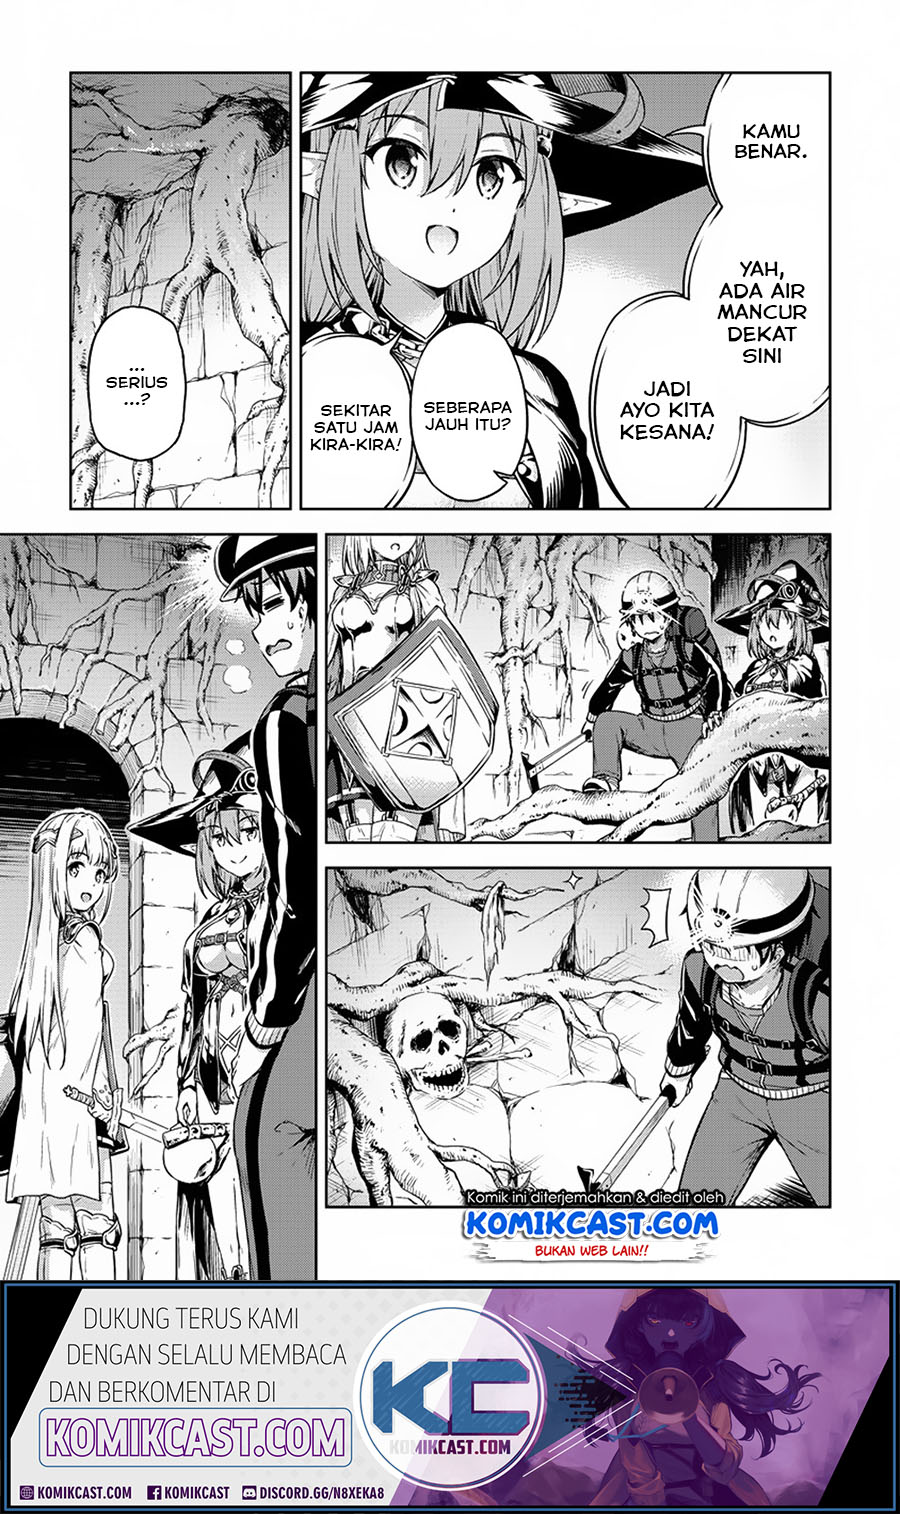 KAMU
BENAR.
YAH,
ADA AIR
MANCUR
DEKAT
SINI
JADI
AYO KITA
KESANA!
SEBERAPA
JAUH ITU?
SEKITAR
SATU JAM
KIRA-KIRA!
...
SERIUS
...?
Komik ini diterjemahkan & diedit oleh
KOMIKCAST.COM
BUKAN WEB LAIN!!
DUKUNG TERUS KAMI
DENGAN SELALU MEMBACA
DAN BERKOMENTAR DI
KOMIKCAST.COM
KC
KOMIKCAST.COM
KOMIKCAST.COM KOMIKCAST DISCORD.GG/N8XEKA8